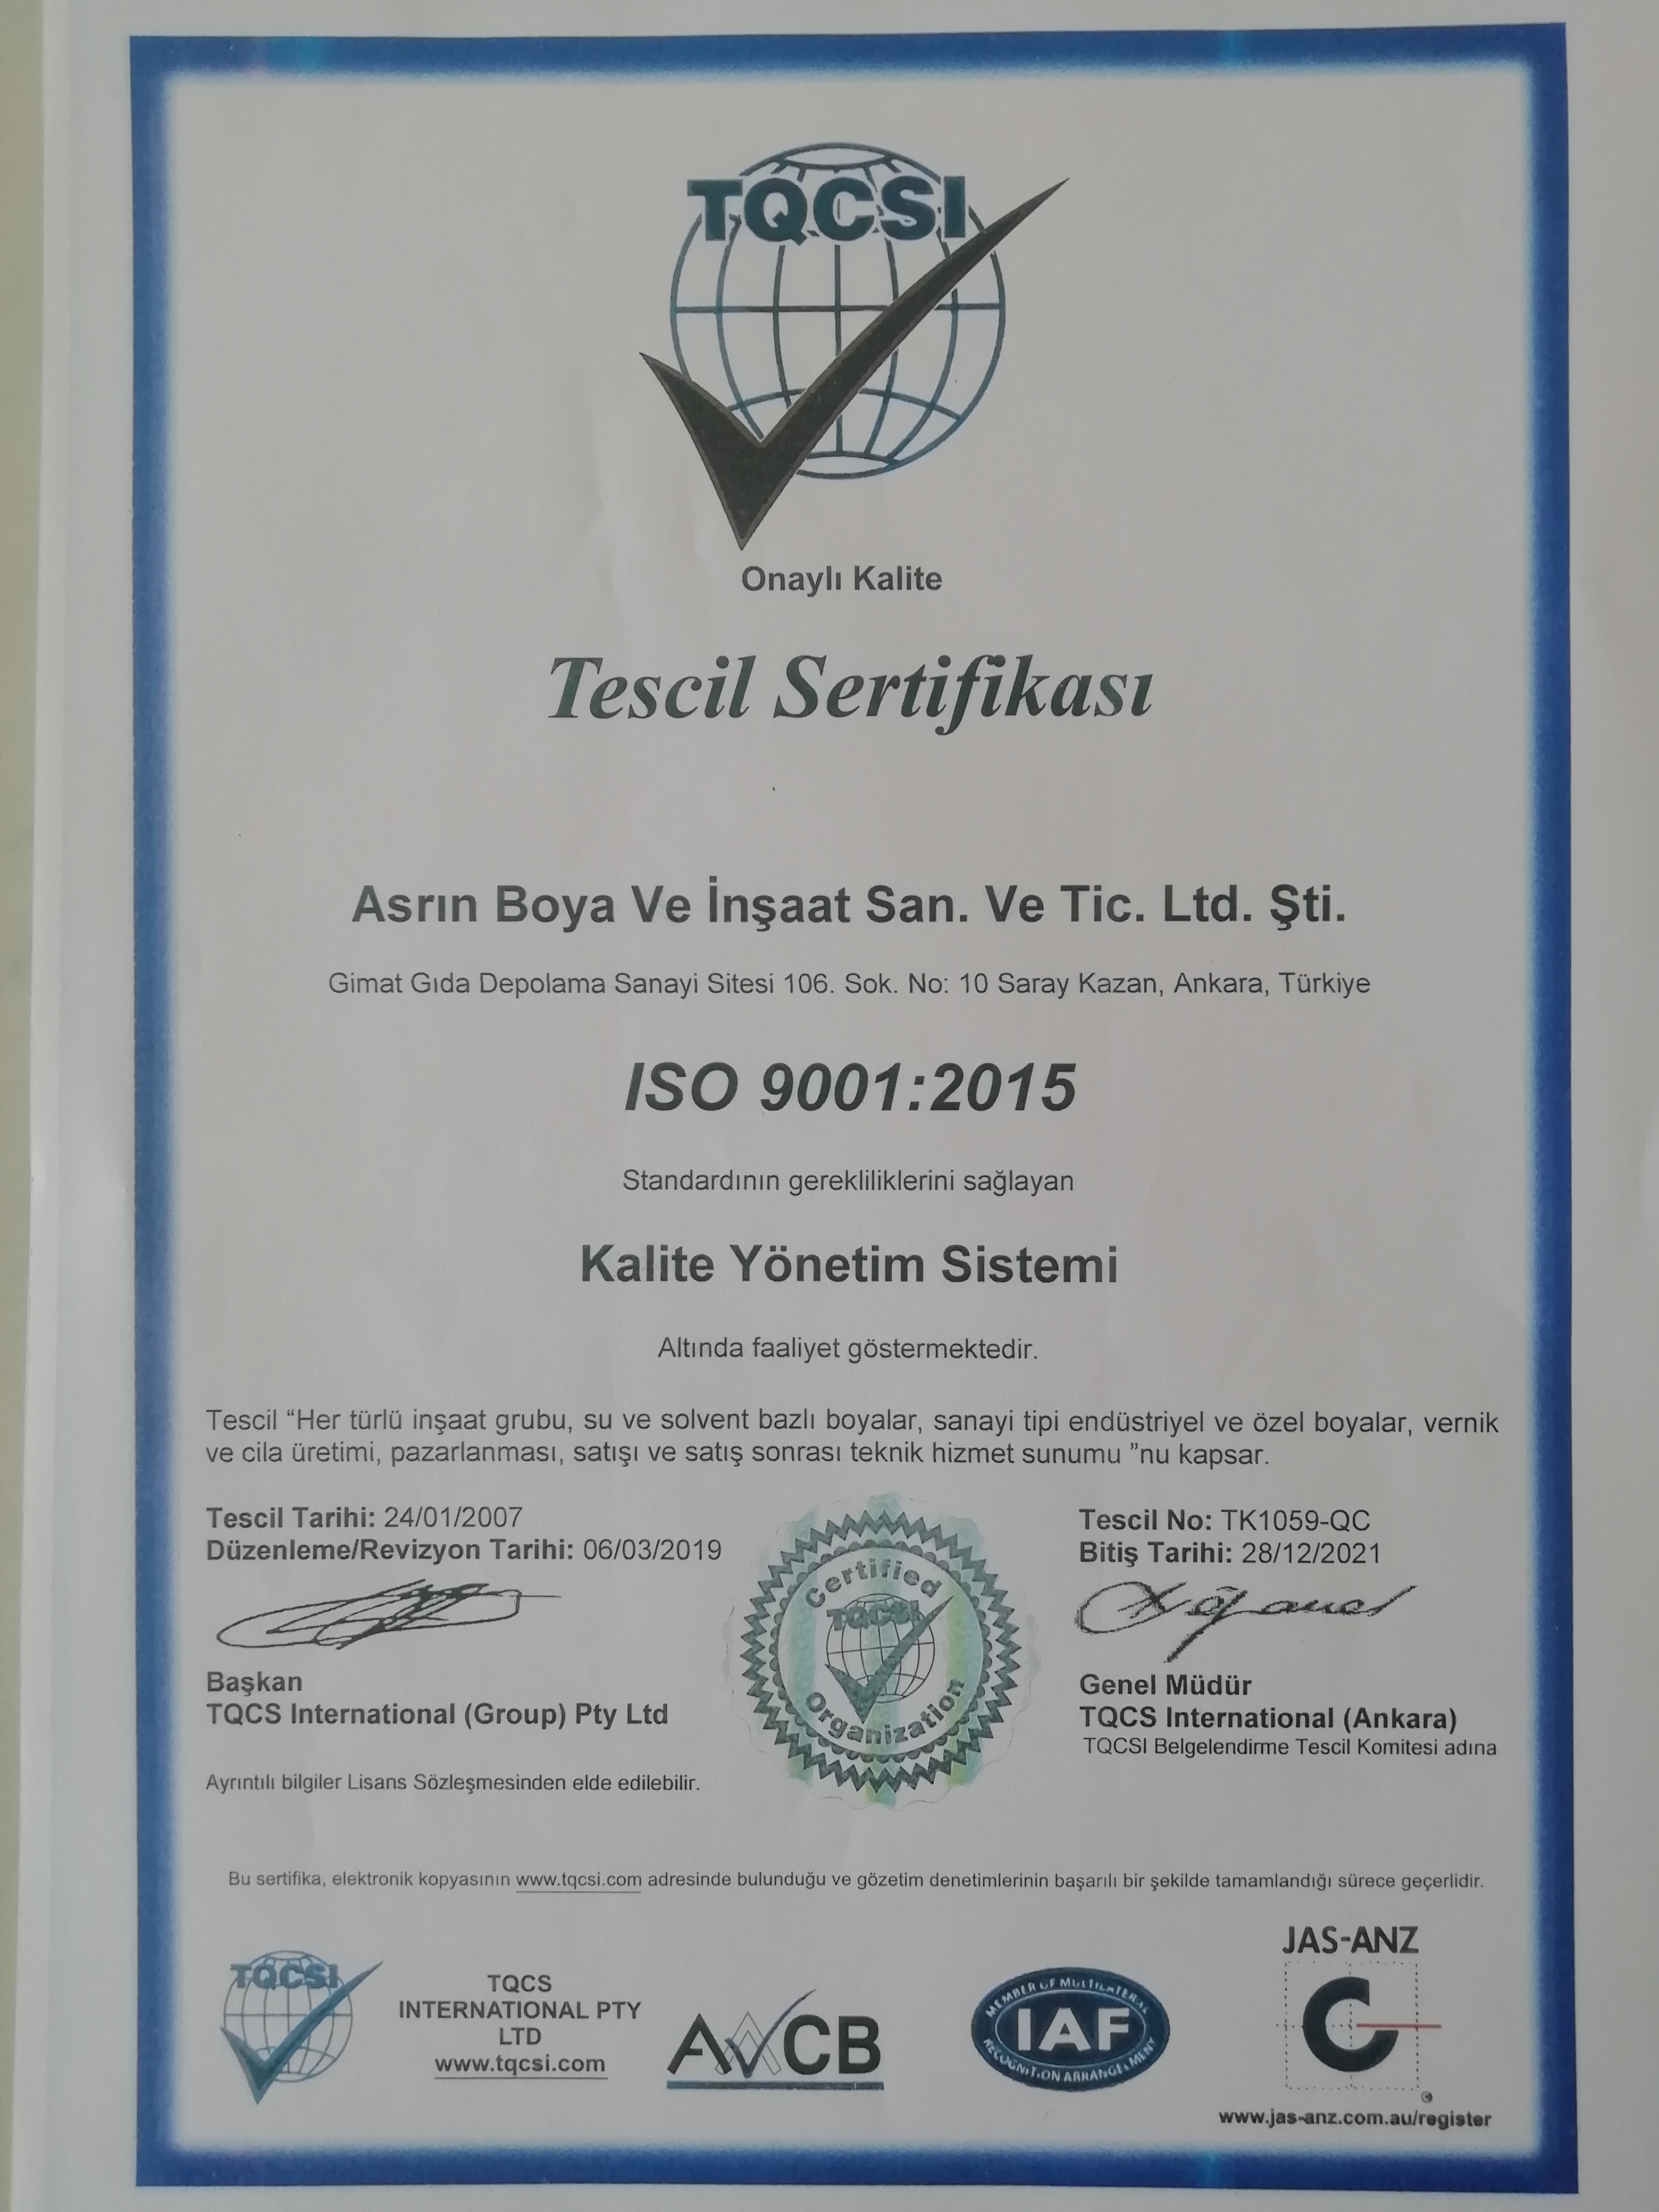 TQCSI
Onaylı Kalite
Tescil Sertifikası
Asrın Boya Ve İnşaat San. Ve Tic. Ltd. Şti.
Gimat Gıda Depolama Sanayi Sitesi 106. Sok. No: 10 Saray Kazan, Ankara, Türkiye
ISO 9001:2015
Standardının gerekliliklerini sağlayan
Kalite Yönetim Sistemi
Altında faaliyet göstermektedir.
Tescil “Her türlü inşaat grubu, su ve solvent bazlı boyalar, sanayi tipi endüstriyel ve özel boyalar, vernik
ve cila üretimi, pazarlanması, satışı ve satış sonrası teknik hizmet sunumu ”nu kapsar.
Tescil Tarihi: 24/01/2007
Düzenleme/Revizyon Tarihi: 06/03/2019
Tescil No: TK1059-QC
Bitiş Tarihi: 28/12/2021
Certified
TQCSI
Organization
Başkan
TQCS International (Group) Pty Ltd
Genel Müdür
TQCS International (Ankara)
TQCSI Belgelendirme Tescil Komitesi adına
Ayrıntılı bilgiler Lisans Sözleşmesinden elde edilebilir.
Bu sertifika, elektronik kopyasının www.tqcsi.com adresinde bulunduğu ve gözetim denetimlerinin başarılı bir şekilde tamamlandığı sürece geçerlidir.
TQCSI
TQCS
INTERNATIONAL PTY
LTD
www.tqcsi.com
CB
MEMBER OF MULTILATERAL
IAF
RECOGNITION ARRANGEMENT
JAS-ANZ
www.jas-anz.com.au/register